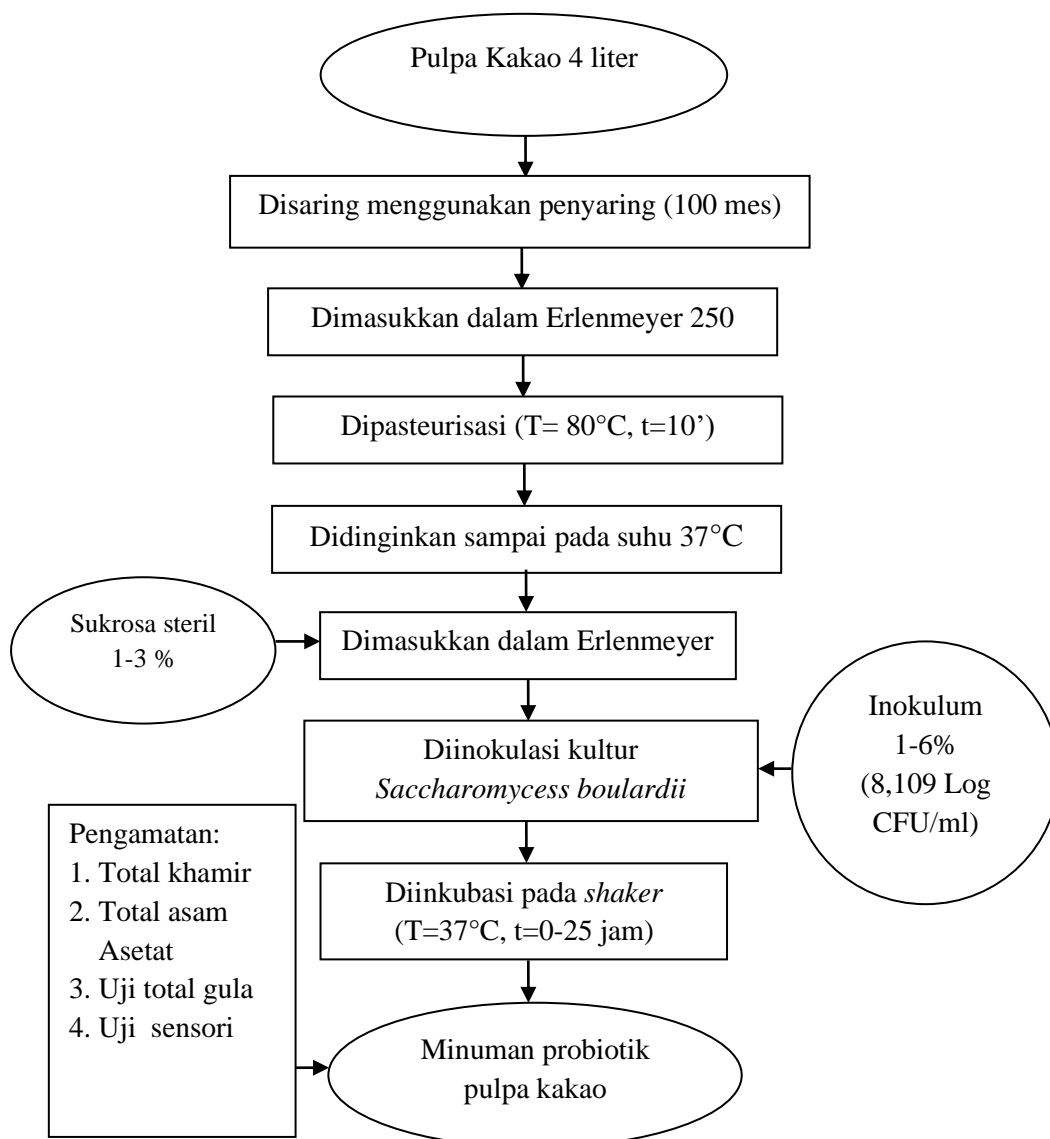 Pulpa Kakao 4 liter
Disaring menggunakan penyaring (100 mes)
Dimasukkan dalam Erlenmeyer 250
Dipasteurisasi (T= 80°C, t=10’)
Didinginkan sampai pada suhu 37°C
Sukrosa steril
1-3 %
Dimasukkan dalam Erlenmeyer
Inokulum
1-6%
(8,109 Log
CFU/ml)
Diinokulasi kultur
Saccharomycess boulardii
Pengamatan:
1. Total khamir
2. Total asam
Asetat
3. Uji total gula
4. Uji sensori
Diinkubasi pada shaker
(T=37°C, t=0-25 jam)
Minuman probiotik
pulpa kakao